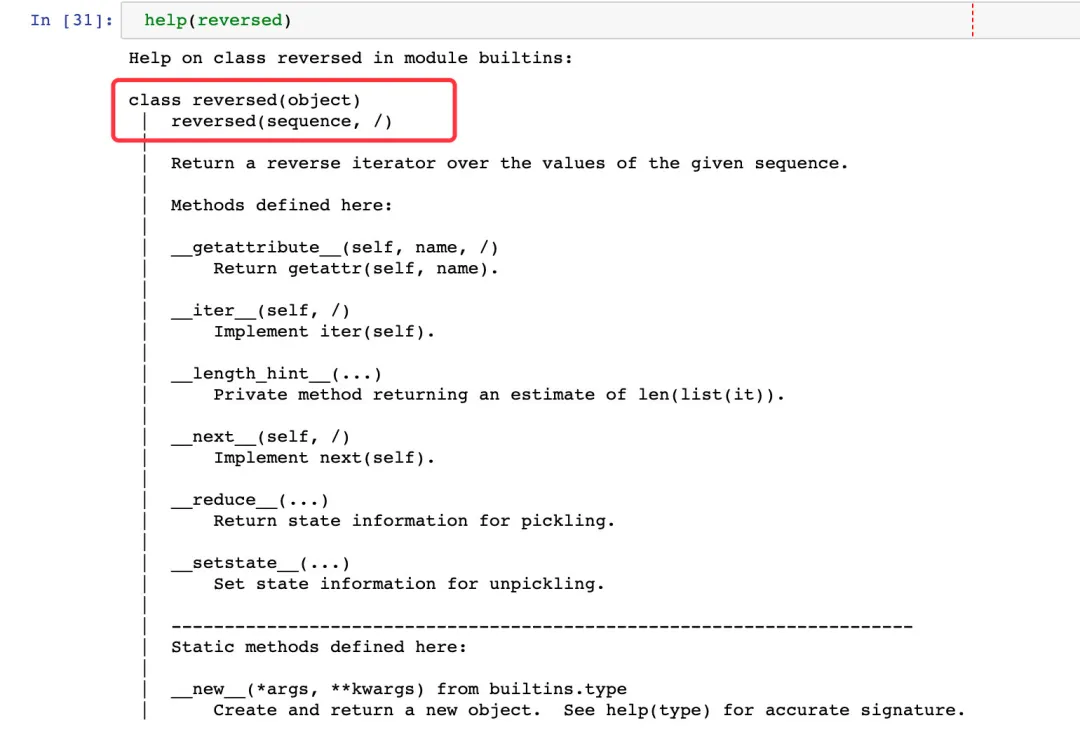 In [31]: help(reversed)
Help on class reversed in module builtins:
class reversed(object)
 |  reversed(sequence, /)
 |
 |  Return a reverse iterator over the values of the given sequence.
 |
 |  Methods defined here:
 |
 |  __getattribute__(self, name, /)
 |      Return getattr(self, name).
 |
 |  __iter__(self, /)
 |      Implement iter(self).
 |
 |  __length_hint__(...)
 |      Private method returning an estimate of len(list(it)).
 |
 |  __next__(self, /)
 |      Implement next(self).
 |
 |  __reduce__(...)
 |      Return state information for pickling.
 |
 |  __setstate__(...)
 |      Set state information for unpickling.
 |
 |  ----------------------------------------------------------------------
 |  Static methods defined here:
 |
 |  __new__(*args, **kwargs) from builtins.type
 |      Create and return a new object.  See help(type) for accurate signature.